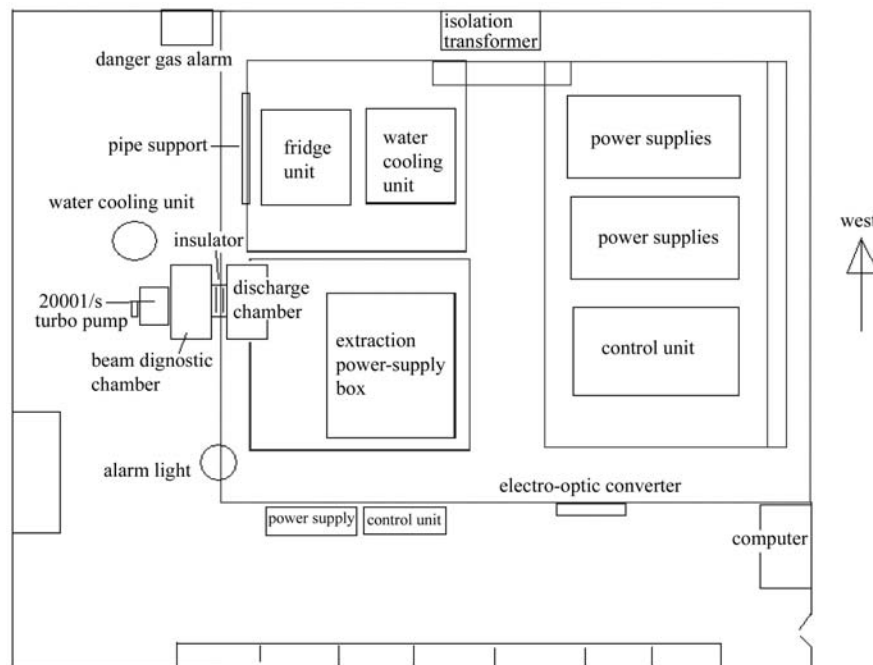 isolation
transformer
danger gas alarm
pipe support
fridge
unit
water
cooling
unit
power supplies
water cooling unit
insulator
power supplies
west
discharge
chamber
20001/s
turbo pump
beam dignostic
chamber
extraction
power-supply
box
control unit
alarm light
electro-optic converter
power supply
control unit
computer